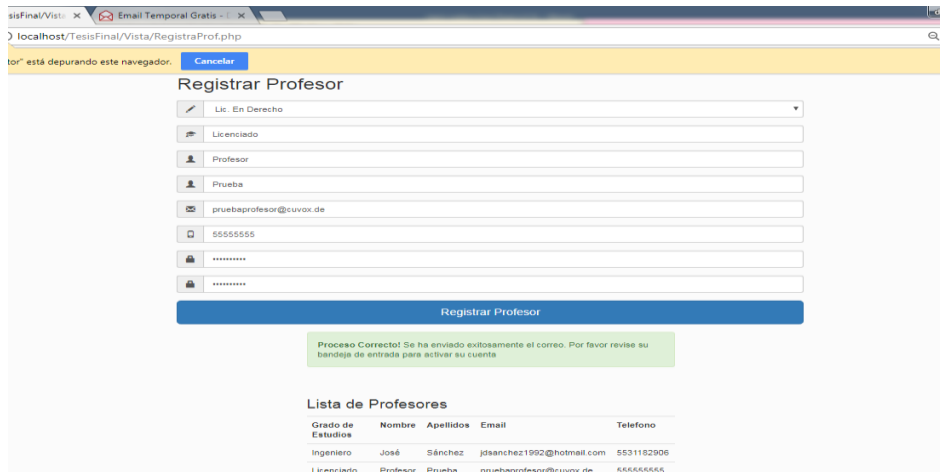 esisFinal/Vista
Email Temporal Gratis - 
localhost/TesisFinal/Vista/RegistraProf.php
tor" está depurando este navegador. Cancelar
Registrar Profesor
Lic. En Derecho
Licenciado
Profesor
Prueba
pruebaprofesor@cuvox.de
55555555
••••••••••
••••••••••
Registrar Profesor
Proceso Correcto! Se ha enviado exitosamente el correo. Por favor revise su
bandeja de entrada para activar su cuenta
Lista de Profesores
Grado de Estudios Nombre Apellidos Email Telefono
Ingeniero José Sánchez jdsanchez1992@hotmail.com 5531182906
Licenciado Profesor Prueba pruebaprofesor@cuvox.de 555555555